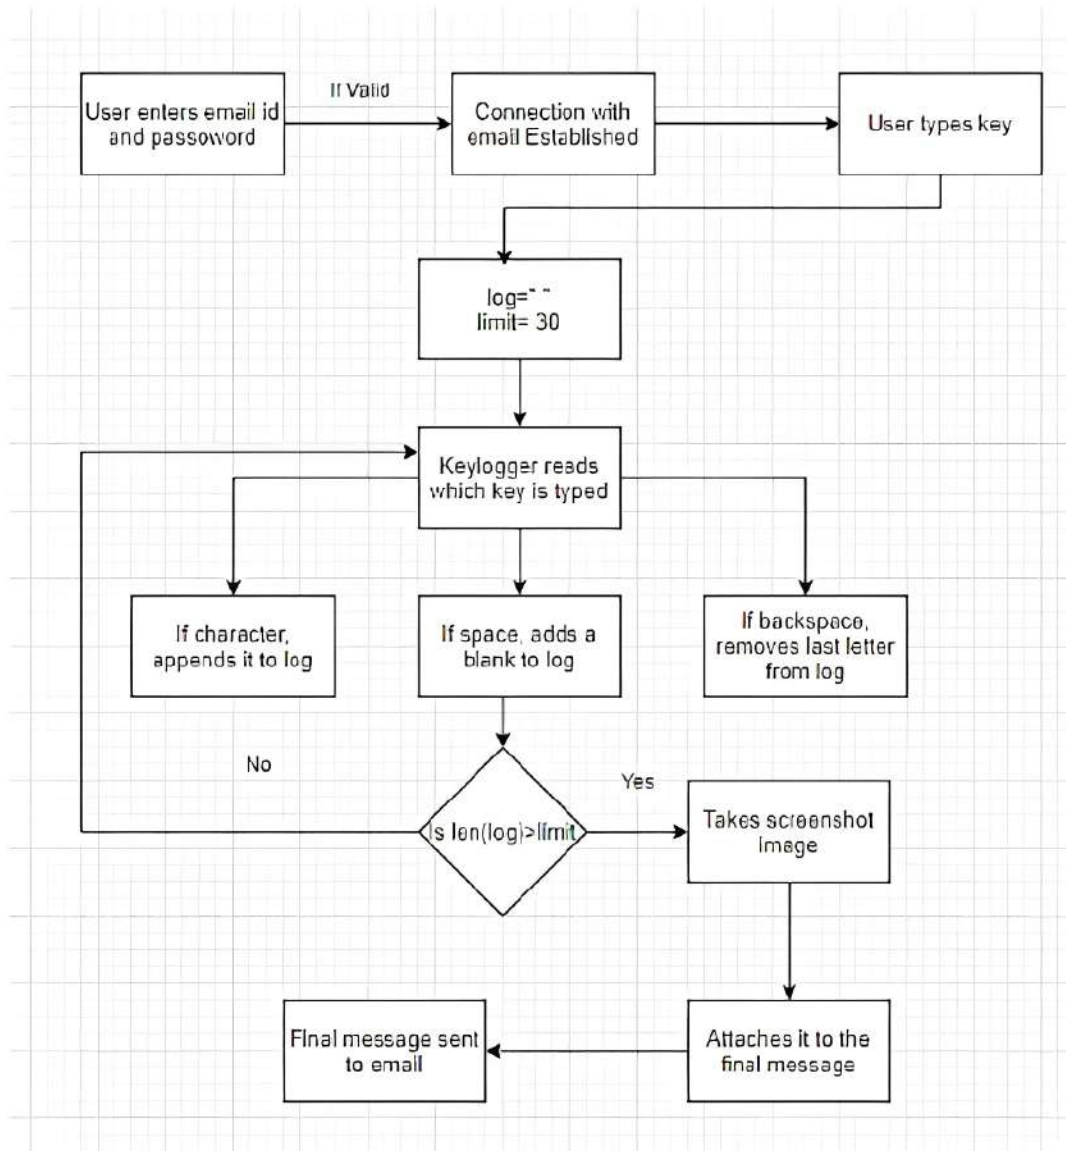 User enters email id
and passoword
If Valid
Connection with
email Established
User types key
log=" "
limit= 30
Keylogger reads
which key is typed
If character,
appends it to log
If space, adds a
blank to log
If backspace,
removes last letter
from log
No
Is len(log)>limit
Yes
Takes screenshot
Image
Attaches it to the
final message
Final message sent
to email